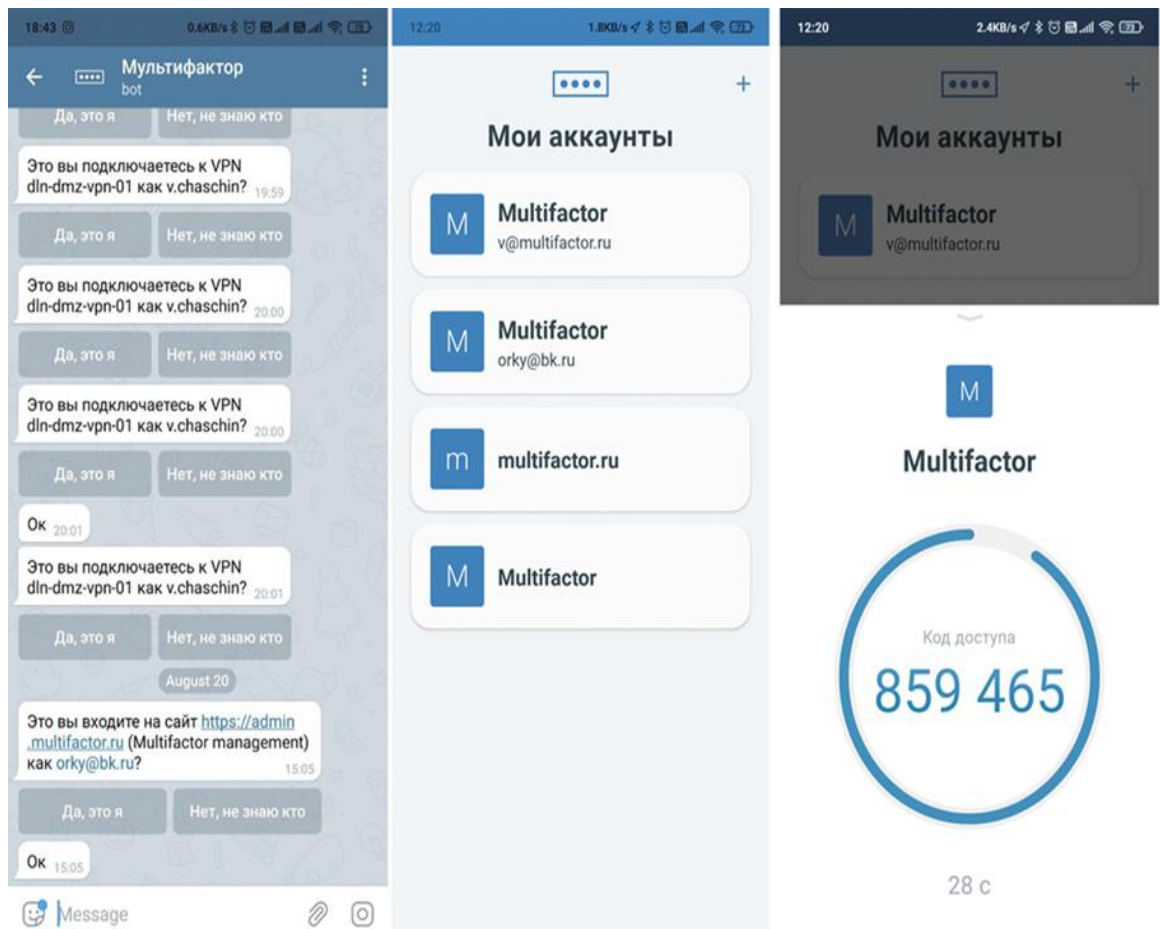 18:43
0.6KB/s
73
Мультифактор
bot
Да, это я
Нет, не знаю кто
Это вы подключаетесь к VPN
dln-dmz-vpn-01 как v.chaschin? 19:59
Да, это я
Нет, не знаю кто
Это вы подключаетесь к VPN
dln-dmz-vpn-01 как v.chaschin? 20:00
Да, это я
Нет, не знаю кто
Это вы подключаетесь к VPN
dln-dmz-vpn-01 как v.chaschin? 20:00
Да, это я
Нет, не знаю кто
Ок 20:01
Это вы подключаетесь к VPN
dln-dmz-vpn-01 как v.chaschin? 20:01
Да, это я
Нет, не знаю кто
August 20
Это вы входите на сайт https://admin
.multifactor.ru (Multifactor management)
как orky@bk.ru? 15:05
Да, это я
Нет, не знаю кто
Ок 15:05
Message
12:20
1.8KB/s
73
Мои аккаунты
M
Multifactor
v@multifactor.ru
M
Multifactor
orky@bk.ru
m
multifactor.ru
M
Multifactor
12:20
2.4KB/s
73
Мои аккаунты
M
Multifactor
v@multifactor.ru
M
Multifactor
Код доступа
859 465
28 с